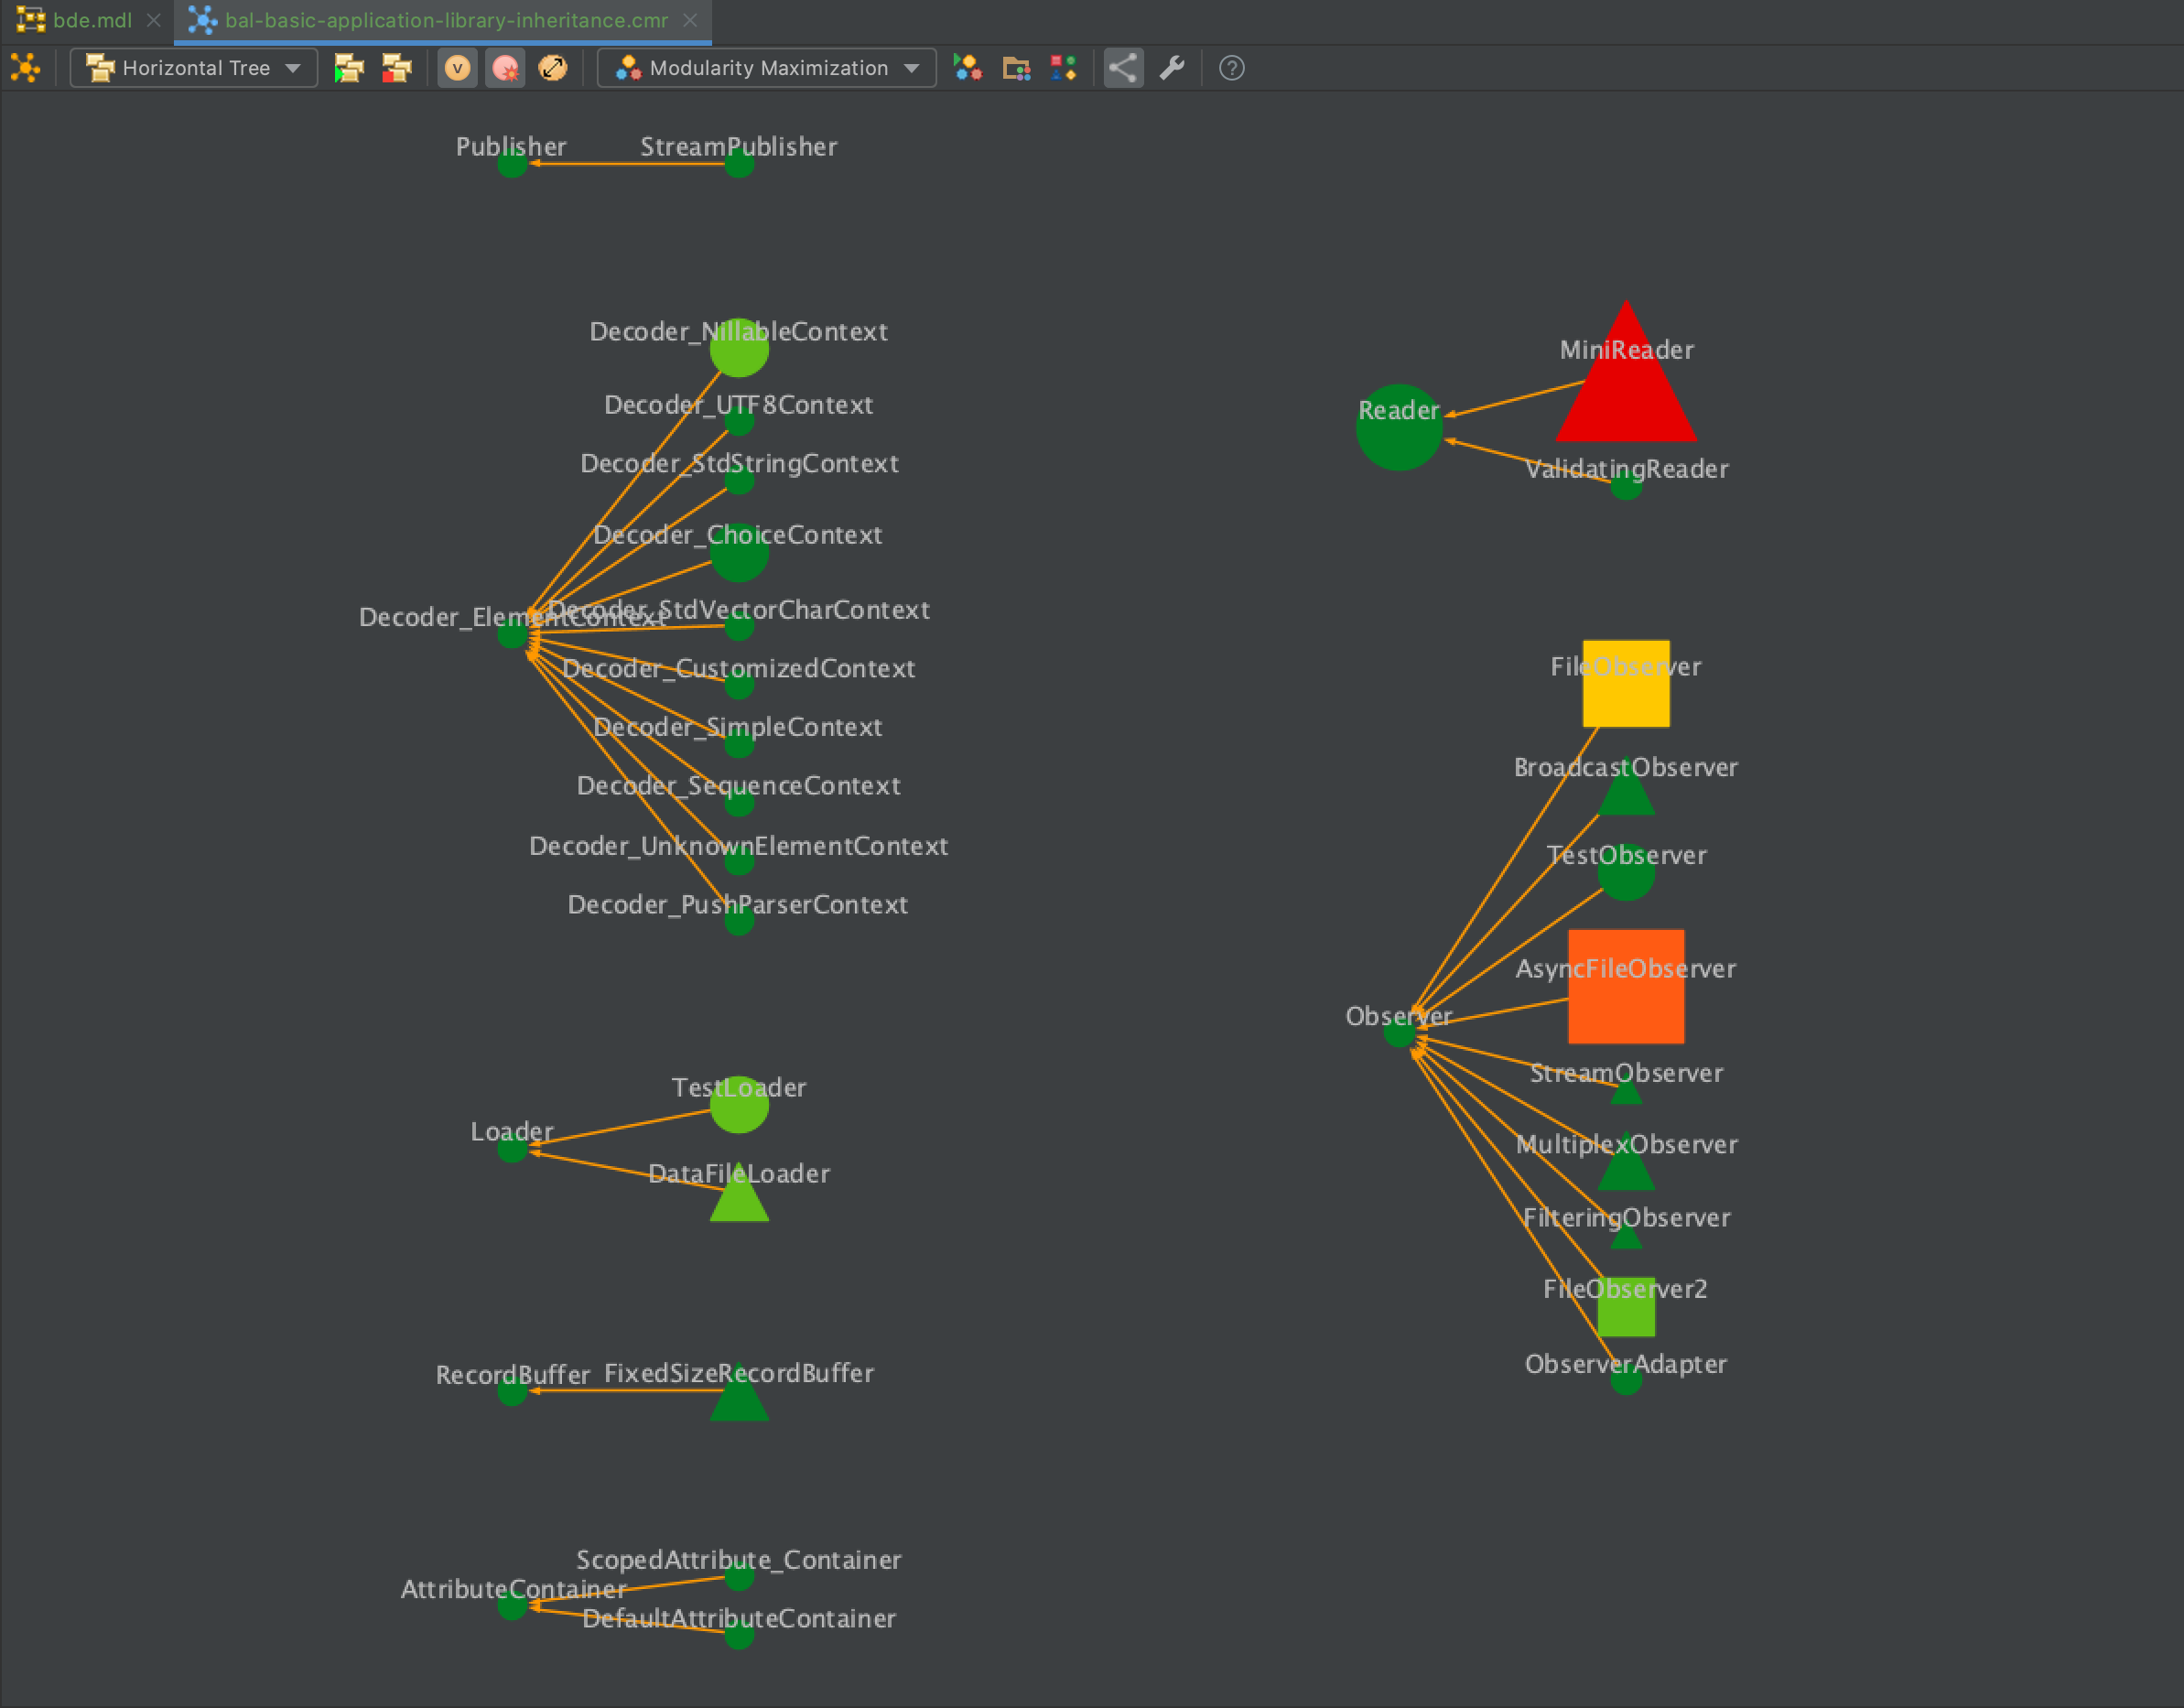 bde.mdl
bal-basic-application-library-inheritance.cmr
Horizontal Tree
V
Modularity Maximization
?
Publisher
StreamPublisher
Decoder_NillableContext
Decoder_UTF8Context
Decoder_StdStringContext
Decoder_ChoiceContext
Decoder_ElementContext
Decoder_StdVectorCharContext
Decoder_CustomizedContext
Decoder_SimpleContext
Decoder_SequenceContext
Decoder_UnknownElementContext
Decoder_PushParserContext
TestLoader
Loader
DataFileLoader
RecordBuffer
FixedSizeRecordBuffer
ScopedAttribute_Container
AttributeContainer
DefaultAttributeContainer
MiniReader
Reader
ValidatingReader
FileObserver
BroadcastObserver
TestObserver
AsyncFileObserver
Observer
StreamObserver
MultiplexObserver
FilteringObserver
FileObserver2
ObserverAdapter